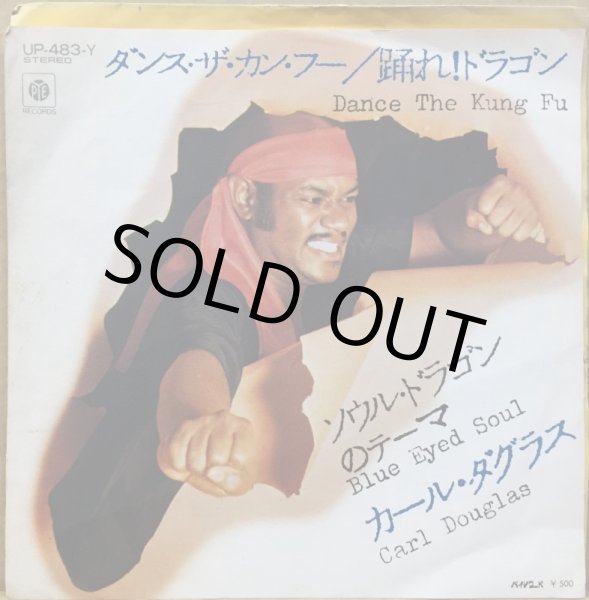 UP-483-Y
STEREO
PYE
RECORDS
ダンス・ザ・カン・フー/踊れ!ドラゴン
Dance The Kung Fu
SOLD OUT
ソウル・ドラゴン
のテーマ
Blue Eyed Soul
カール・ダグラス
Carl Douglas
¥500